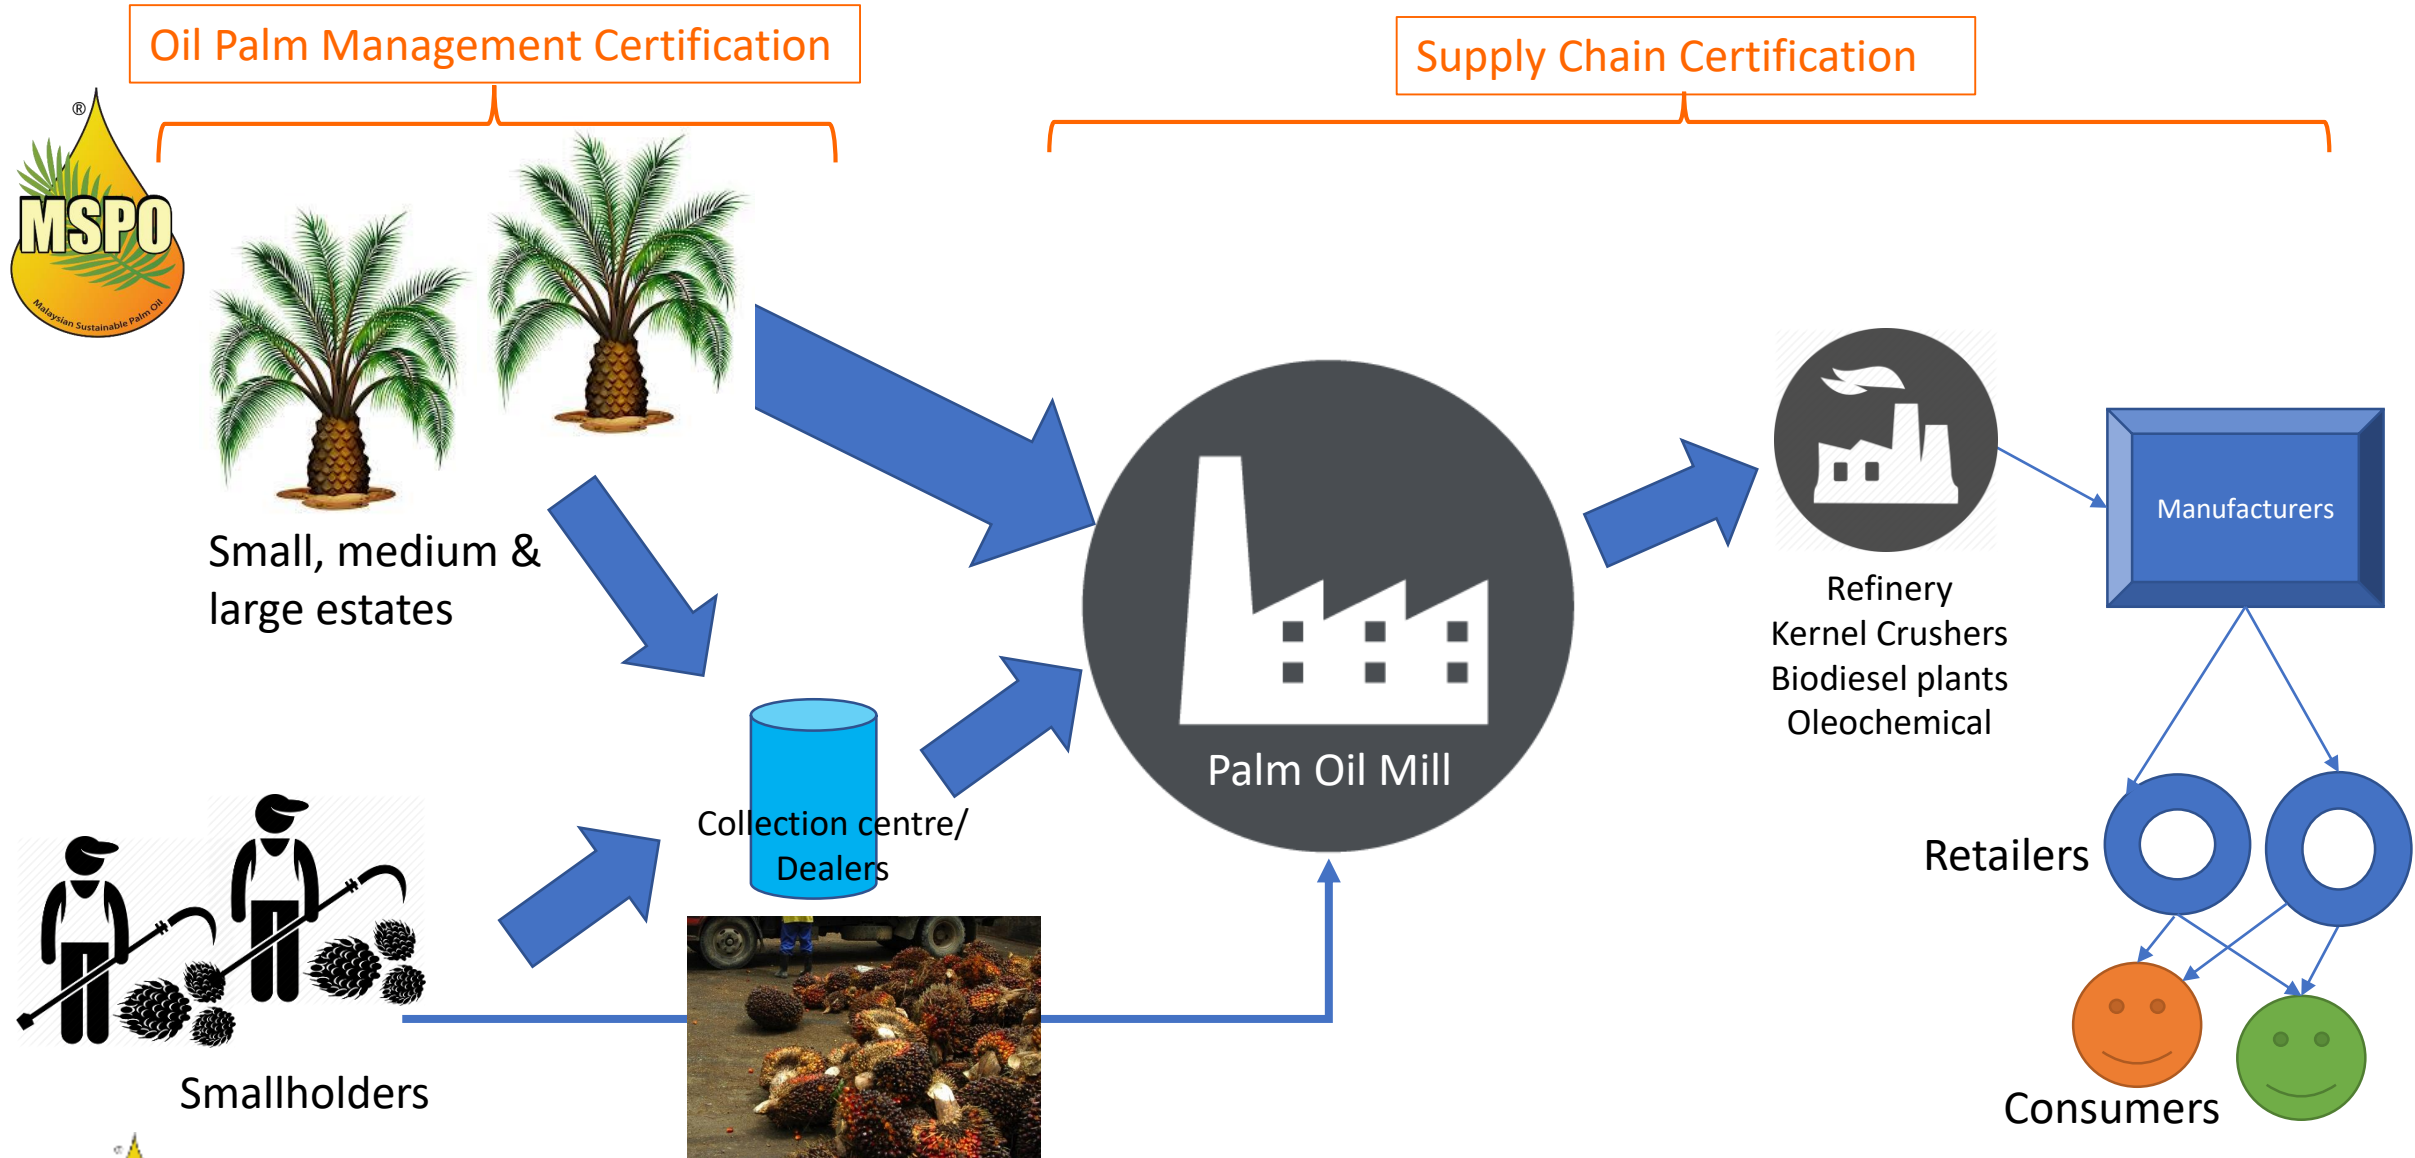 Oil Palm Management Certification
Supply Chain Certification
®
MSPO
Malaysian Sustainable Palm Oil
Small, medium &
large estates
Smallholders
Collection centre/
Dealers
Palm Oil Mill
Refinery
Kernel Crushers
Biodiesel plants
Oleochemical
Manufacturers
Retailers
Consumers